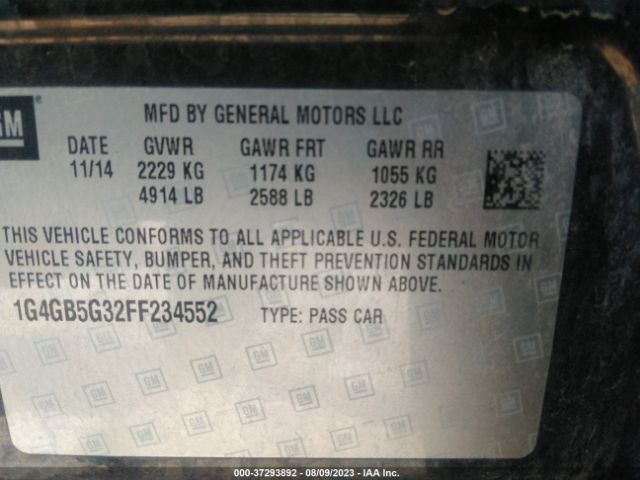 GM ®
MFD BY GENERAL MOTORS LLC
DATE GVWR GAWR FRT GAWR RR
11/14 2229 KG 1174 KG 1055 KG
4914 LB 2588 LB 2326 LB
THIS VEHICLE CONFORMS TO ALL APPLICABLE U.S. FEDERAL MOTOR
VEHICLE SAFETY, BUMPER, AND THEFT PREVENTION STANDARDS IN
EFFECT ON THE DATE OF MANUFACTURE SHOWN ABOVE.
1G4GB5G32FF234552 TYPE: PASS CAR
000-37293892 - 08/09/2023 - IAA Inc.